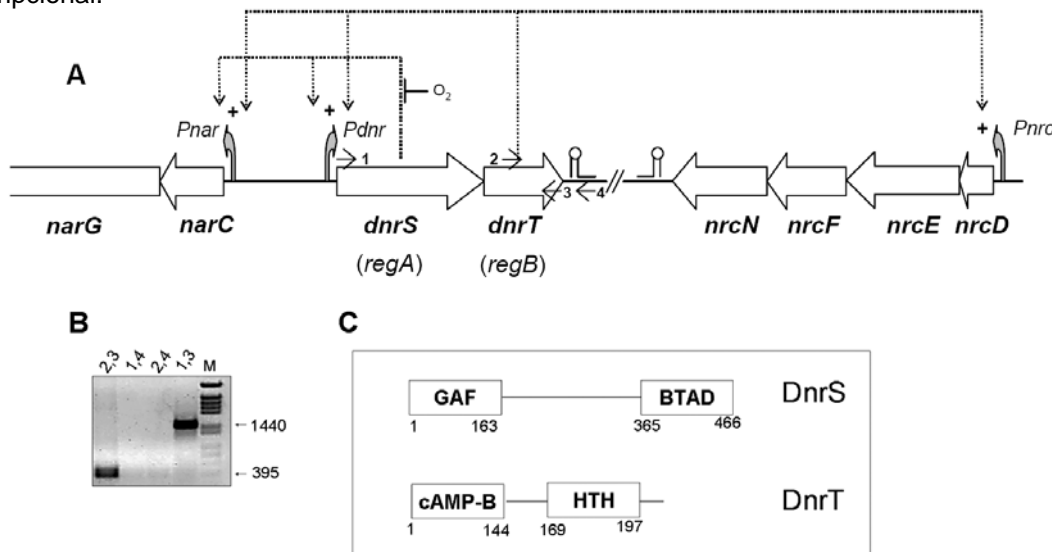 A
+
+
O2
Pnar
Pdnr
+
1
2
3
4
narG
narC
dnrS
dnrT
nrcN
nrcF
nrcE
nrcD
(regA)
(regB)
B
2,3
1,4
2,4
1,3
M
1440
395
C
GAF
BTAD
DnrS
1
163
365
466
cAMP-B
HTH
DnrT
1
144
169
197